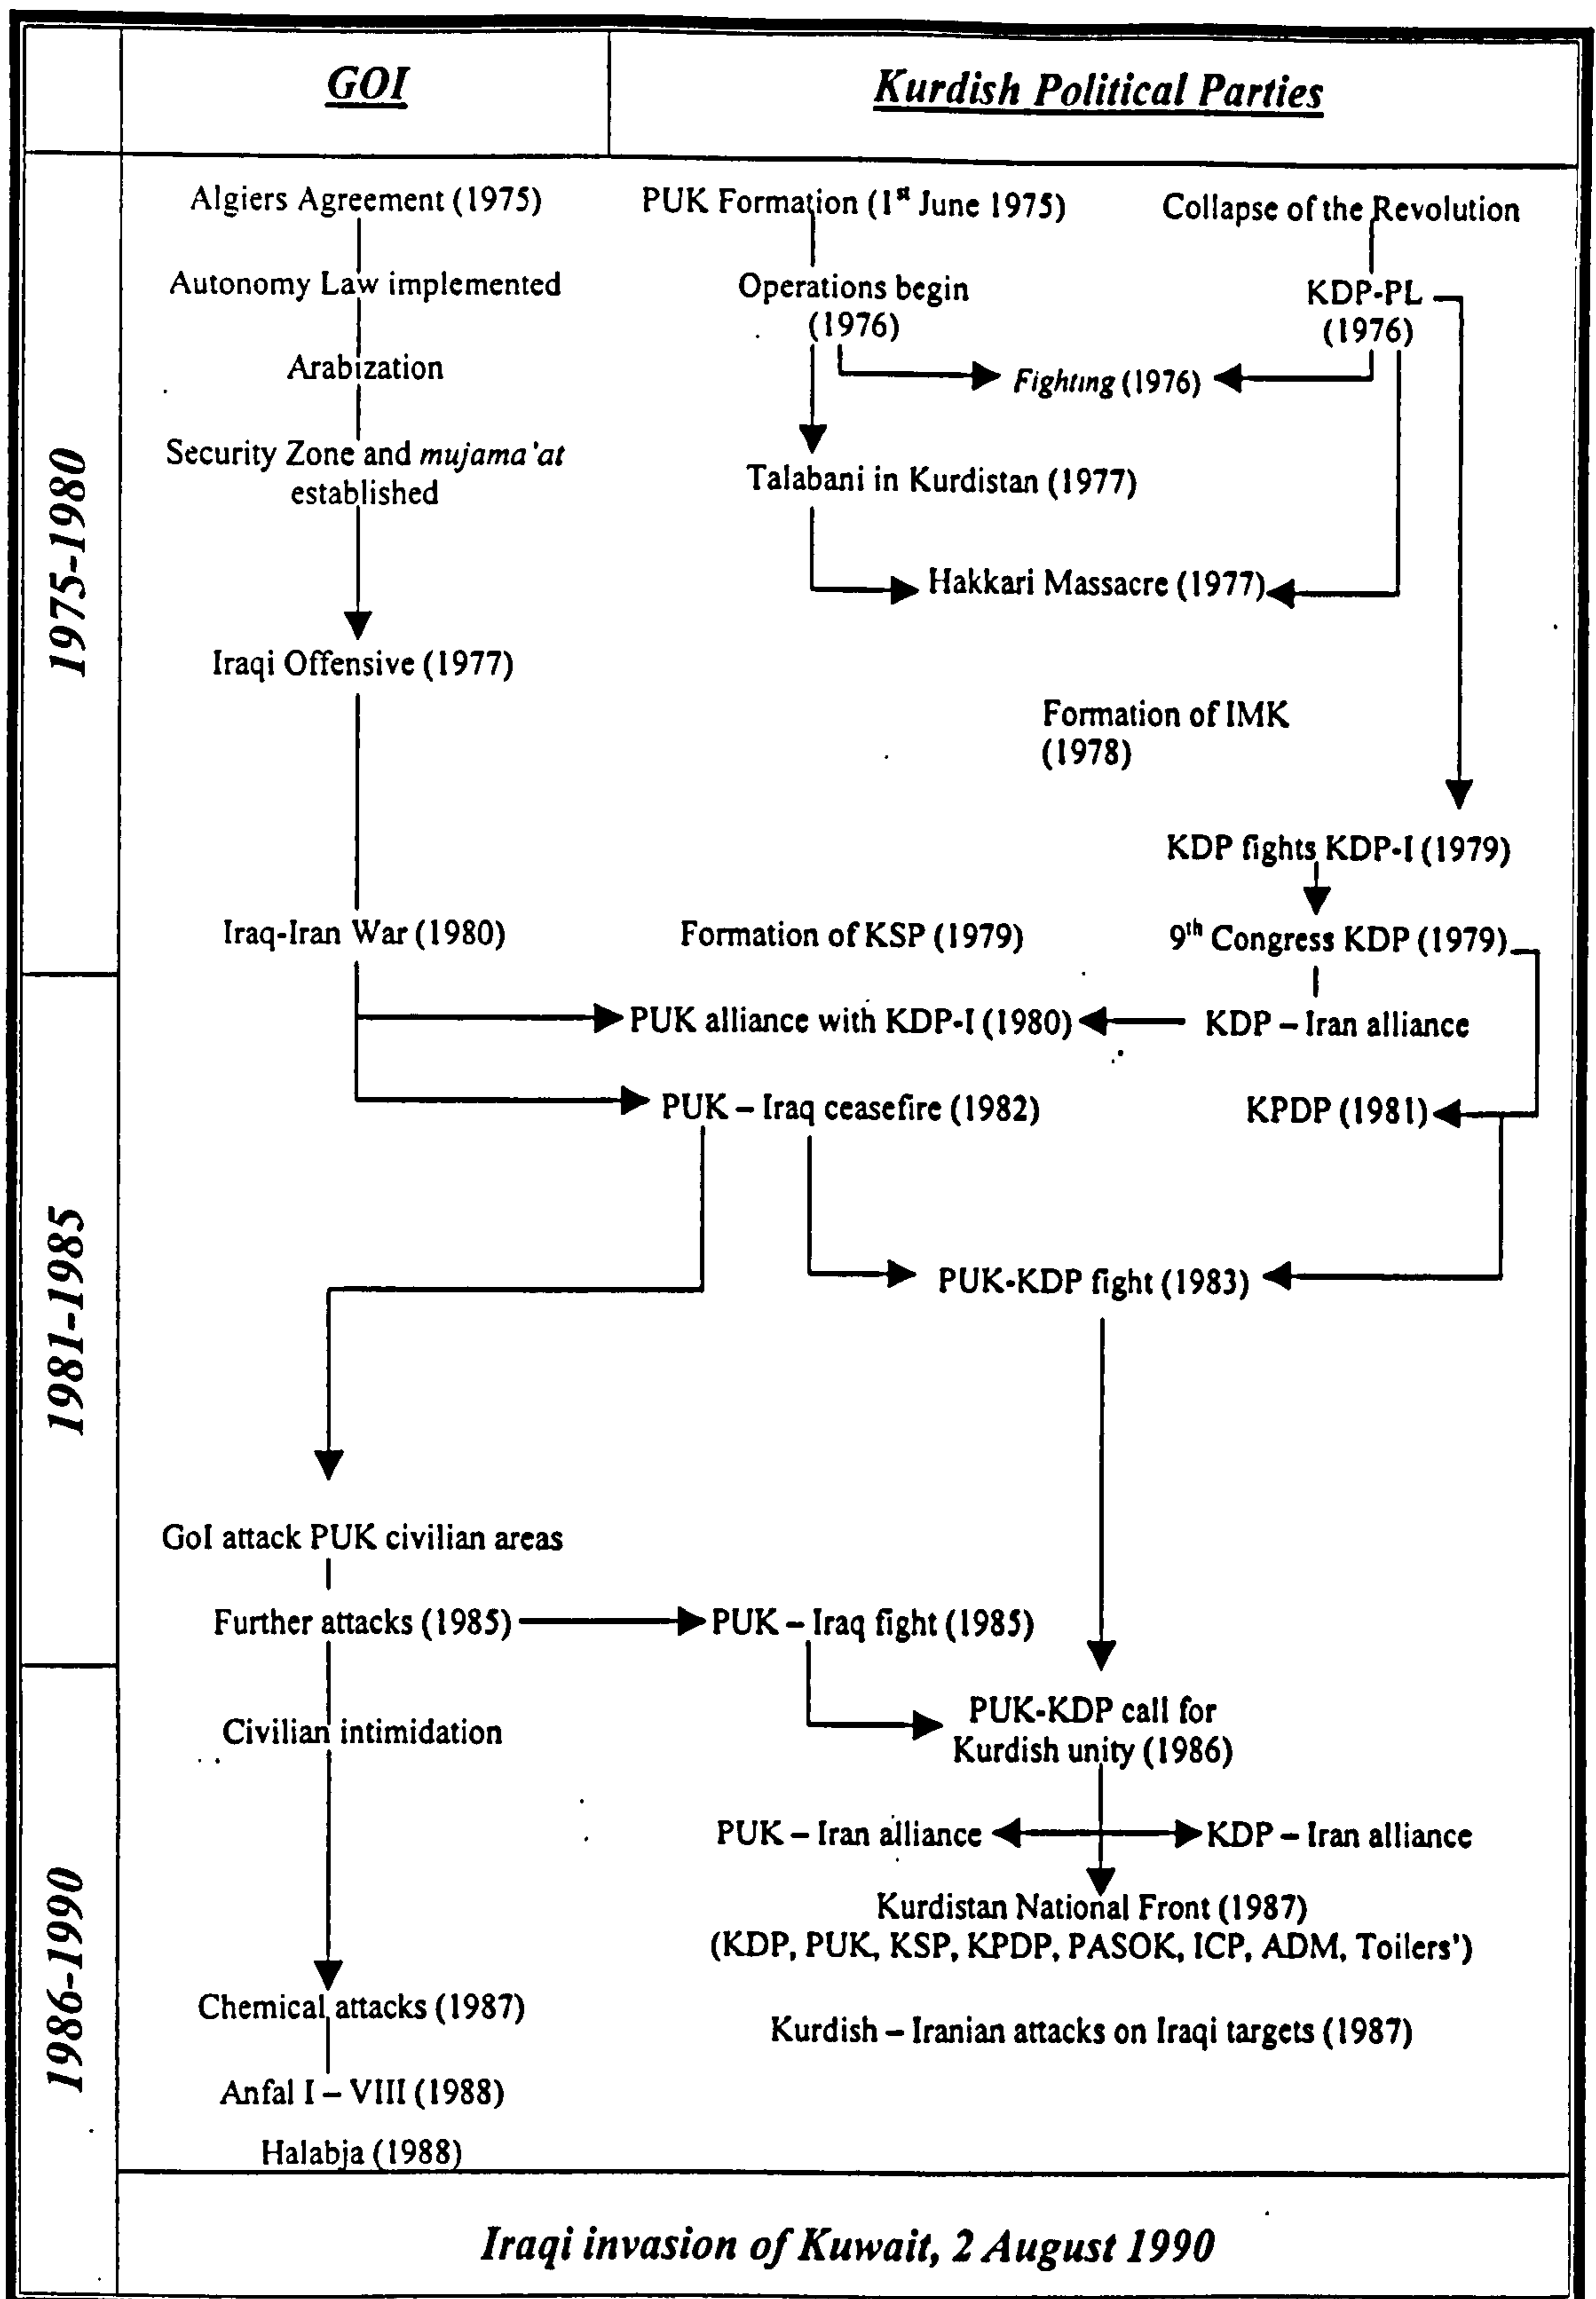 GOI
Kurdish Political Parties
1975-1980
Algiers Agreement (1975)
PUK Formation (1st June 1975)
Collapse of the Revolution
Autonomy Law implemented
Operations begin
(1976)
KDP-PL
(1976)
Arabization
Fighting (1976)
Security Zone and mujama'at
established
Talabani in Kurdistan (1977)
Hakkari Massacre (1977)
Iraqi Offensive (1977)
Formation of IMK
(1978)
KDP fights KDP-I (1979)
Iraq-Iran War (1980)
Formation of KSP (1979)
9th Congress KDP (1979)
1981-1985
PUK alliance with KDP-I (1980)
KDP – Iran alliance
PUK – Iraq ceasefire (1982)
KPDP (1981)
PUK-KDP fight (1983)
GoI attack PUK civilian areas
Further attacks (1985)
PUK – Iraq fight (1985)
1986-1990
Civilian intimidation
PUK-KDP call for
Kurdish unity (1986)
PUK – Iran alliance
KDP – Iran alliance
Kurdistan National Front (1987)
(KDP, PUK, KSP, KPDP, PASOK, ICP, ADM, Toilers')
Chemical attacks (1987)
Kurdish – Iranian attacks on Iraqi targets (1987)
Anfal I – VIII (1988)
Halabja (1988)
Iraqi invasion of Kuwait, 2 August 1990